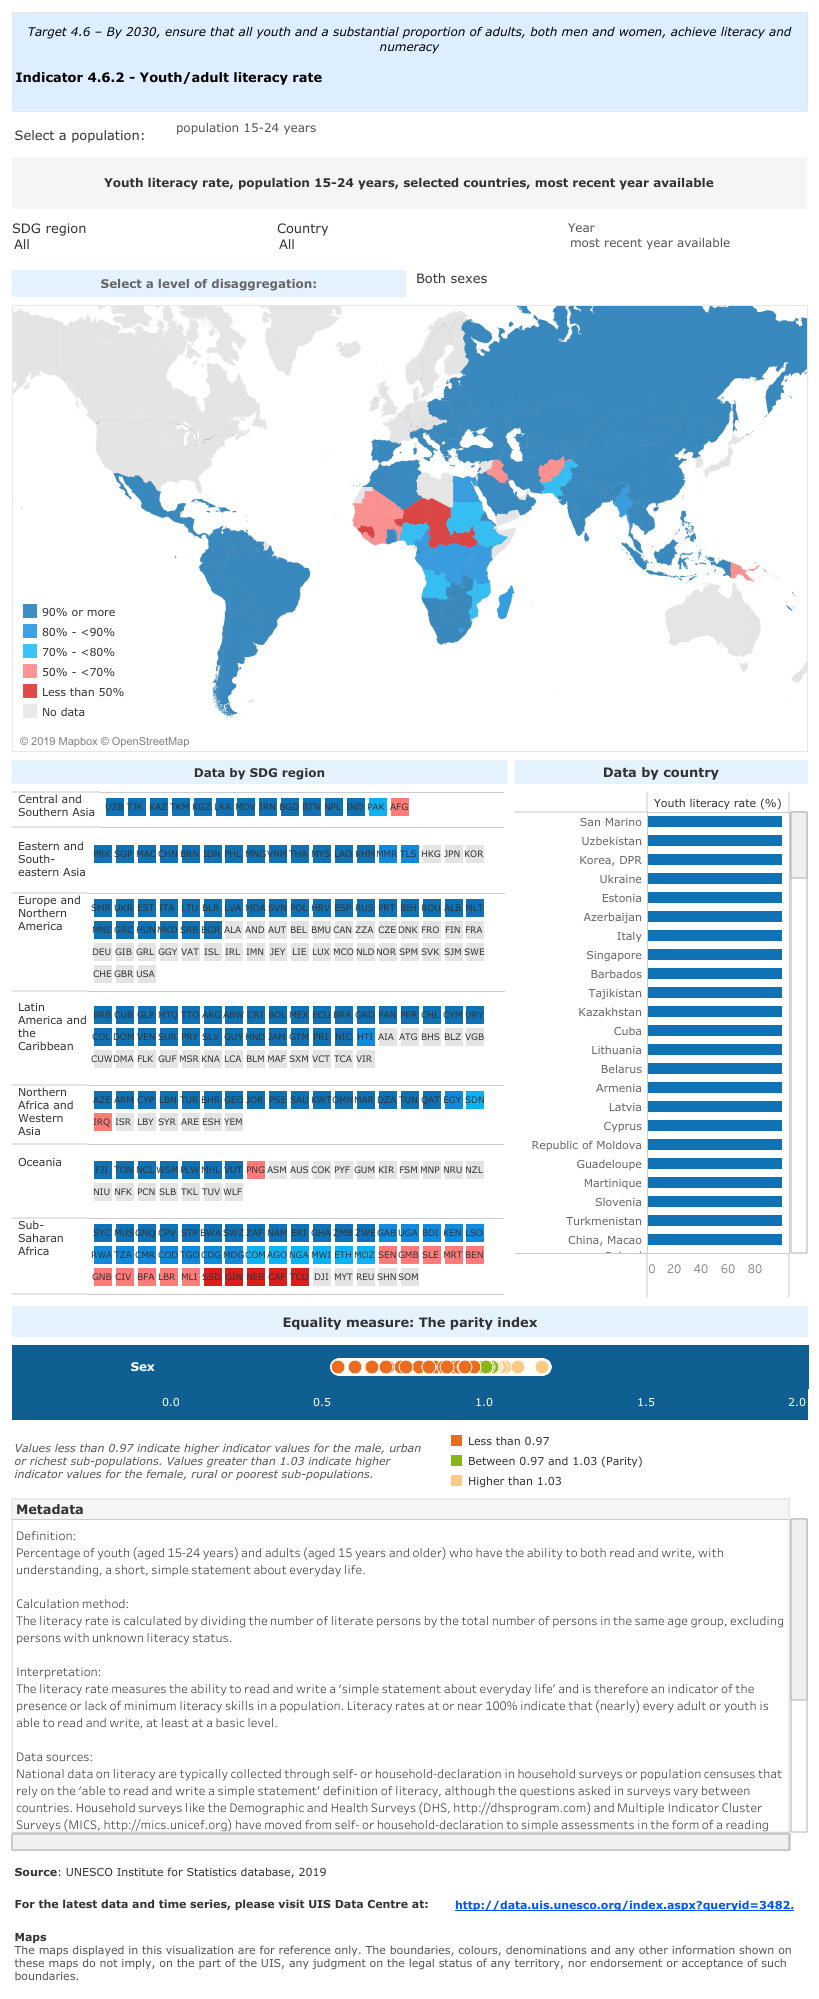 Target 4.6 – By 2030, ensure that all youth and a substantial proportion of adults, both men and women, achieve literacy and
numeracy
Indicator 4.6.2 - Youth/adult literacy rate
Select a population:
population 15-24 years
Youth literacy rate, population 15-24 years, selected countries, most recent year available
SDG region
All
Country
All
Year
most recent year available
Select a level of disaggregation:
Both sexes
90% or more
80% - <90%
70% - <80%
50% - <70%
Less than 50%
No data
© 2019 Mapbox © OpenStreetMap
Data by SDG region
Central and
Southern Asia
UZB TJK KAZ TKM KGZ LKA MDV IRN BGD BTN NPL IND PAK AFG
Eastern and
South-
eastern Asia
PRK SGP MAC CHN BRN IDN PHL MNG VNM THA MYS LAO KHM MMR TLS HKG JPN KOR
Europe and
Northern
America
SMR UKR EST ITA LTU BLR LVA MDA SVN POL HRV ESP RUS PRT BIH ROU ALB MLT
MNE GRC HUN MKD SRB BGR ALA AND AUT BEL BMU CAN ZZA CZE DNK FRO FIN FRA
DEU GIB GRL GGY VAT ISL IRL IMN JEY LIE LUX MCO NLD NOR SPM SVK SJM SWE
CHE GBR USA
Latin
America and
the
Caribbean
BRB CUB GLP MTQ TTO ARG ABW CRI BOL MEX ECU BRA GRD PAN PER CHL CYM URY
COL DOM VEN SUR PRY SLV GUY HND JAM GTM PRI NIC HTI AIA ATG BHS BLZ VGB
CUW DMA FLK GUF MSR KNA LCA BLM MAF SXM VCT TCA VIR
Northern
Africa and
Western
Asia
AZE ARM CYP LBN TUR BHR GEO JOR PSE SAU KWT OMN MAR DZA TUN QAT EGY SDN
IRQ ISR LBY SYR ARE ESH YEM
Oceania
FJI TON NCL WSM PLW MHL VUT PNG ASM AUS COK PYF GUM KIR FSM MNP NRU NZL
NIU NFK PCN SLB TKL TUV WLF
Sub-
Saharan
Africa
SYC MUS GNQ CPV STP BWA SWZ ZAF NAM ERI GHA ZMB ZWE GAB UGA BDI KEN LSO
RWA TZA CMR COD TGO COG MDG COM AGO NGA MWI ETH MOZ SEN GMB SLE MRT BEN
GNB CIV BFA LBR MLI SSD GIN NER CAF TCD DJI MYT REU SHN SOM
Data by country
Youth literacy rate (%)
San Marino
Uzbekistan
Korea, DPR
Ukraine
Estonia
Azerbaijan
Italy
Singapore
Barbados
Tajikistan
Kazakhstan
Cuba
Lithuania
Belarus
Armenia
Latvia
Cyprus
Republic of Moldova
Guadeloupe
Martinique
Slovenia
Turkmenistan
China, Macao
0 20 40 60 80
Equality measure: The parity index
Sex
0.0 0.5 1.0 1.5 2.0
Values less than 0.97 indicate higher indicator values for the male, urban
or richest sub-populations. Values greater than 1.03 indicate higher
indicator values for the female, rural or poorest sub-populations.
Less than 0.97
Between 0.97 and 1.03 (Parity)
Higher than 1.03
Metadata
Definition:
Percentage of youth (aged 15-24 years) and adults (aged 15 years and older) who have the ability to both read and write, with
understanding, a short, simple statement about everyday life.
Calculation method:
The literacy rate is calculated by dividing the number of literate persons by the total number of persons in the same age group, excluding
persons with unknown literacy status.
Interpretation:
The literacy rate measures the ability to read and write a ‘simple statement about everyday life’ and is therefore an indicator of the
presence or lack of minimum literacy skills in a population. Literacy rates at or near 100% indicate that (nearly) every adult or youth is
able to read and write, at least at a basic level.
Data sources:
National data on literacy are typically collected through self- or household-declaration in household surveys or population censuses that
rely on the ‘able to read and write a simple statement’ definition of literacy, although the questions asked in surveys vary between
countries. Household surveys like the Demographic and Health Surveys (DHS, http://dhsprogram.com) and Multiple Indicator Cluster
Surveys (MICS, http://mics.unicef.org) have moved from self- or household-declaration to simple assessments in the form of a reading
Source: UNESCO Institute for Statistics database, 2019
For the latest data and time series, please visit UIS Data Centre at:
http://data.uis.unesco.org/index.aspx?queryid=3482.
Maps
The maps displayed in this visualization are for reference only. The boundaries, colours, denominations and any other information shown on
these maps do not imply, on the part of the UIS, any judgment on the legal status of any territory, nor endorsement or acceptance of such
boundaries.